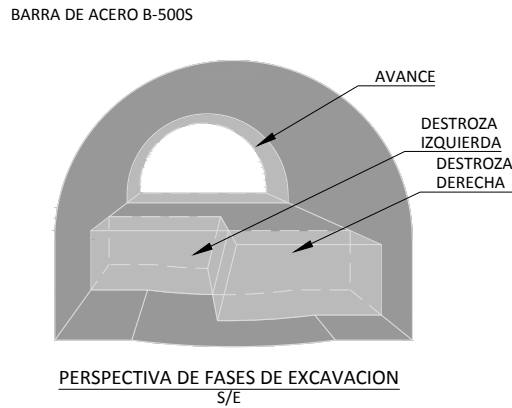 BARRA DE ACERO B-500S
AVANCE
DESTROZA
IZQUIERDA
DESTROZA
DERECHA
PERSPECTIVA DE FASES DE EXCAVACION
S/E